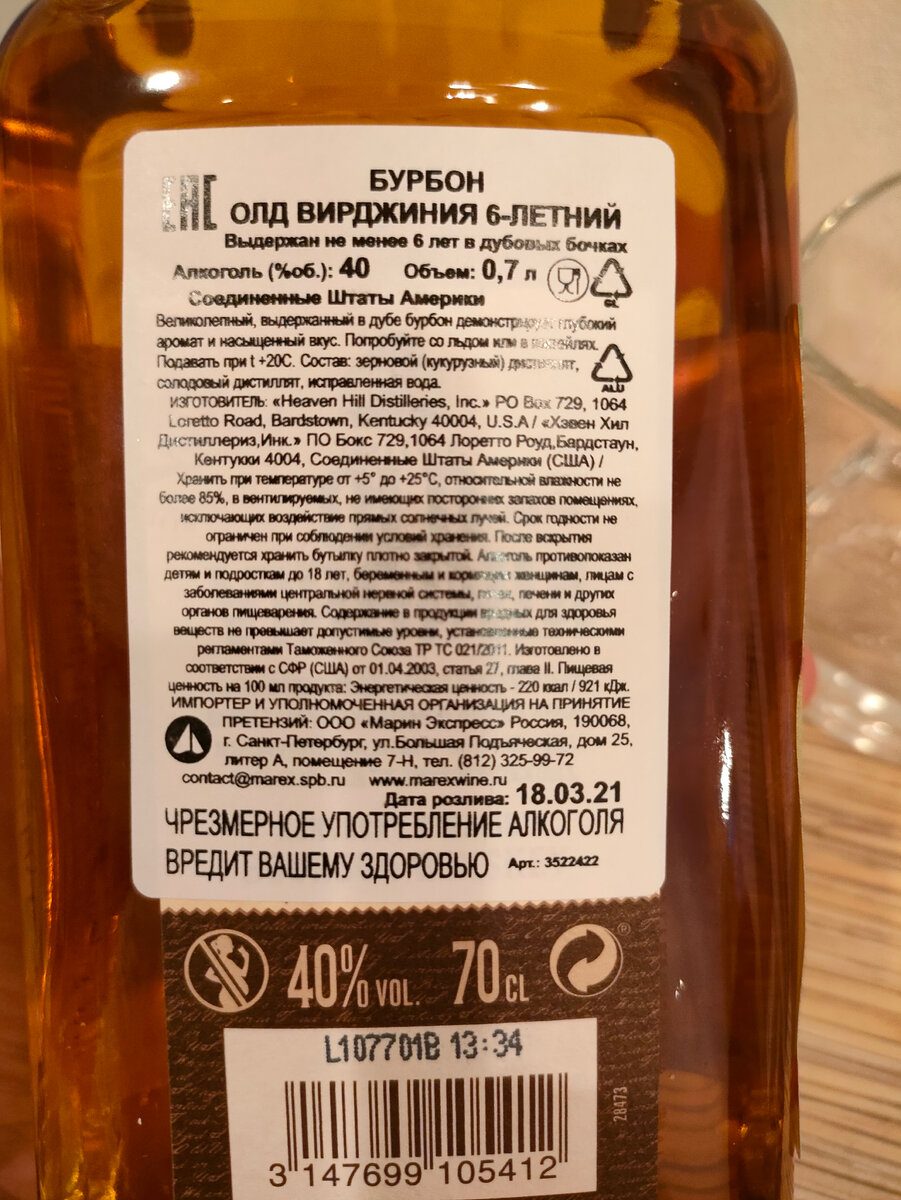 EAC
БУРБОН
ОЛД ВИРДЖИНИЯ 6-ЛЕТНИЙ
Выдержан не менее 6 лет в дубовых бочках
Алкоголь (%об.): 40 Объем: 0,7 л
GL
Соединенные Штаты Америки
Великолепный, выдержанный в дубе бурбон глубокий
аромат и насыщенный вкус. Попробуйте со льдом или в коктейлях.
Подавать при t +20C. Состав: зерновой (кукурузный) дистиллят,
ALU
солодовый дистиллят, исправленная вода.
ИЗГОТОВИТЕЛЬ: «Heaven Hill Distilleries, Inc.» PO Box 729, 1064
Loretto Road, Bardstown, Kentucky 40004, U.S.A / «Хэвен Хил
Дистиллериз,Инк.» ПО Бокс 729,1064 Лоретто Роуд,Бардстаун,
Кентукки 4004, Соединенные Штаты Америки (США) /
Хранить при температуре от +5° до +25°C, относительной влажности не
более 85%, в вентилируемых, не имеющих посторонних запахов помещениях,
исключающих воздействие прямых солнечных лучей. Срок годности не
ограничен при соблюдении условий хранения. После вскрытия
рекомендуется хранить бутылку плотно закрытой. Алкоголь противопоказан
детям и подросткам до 18 лет, беременным и кормящим женщинам, лицам с
заболеваниями центральной нервной системы, почек, печени и других
органов пищеварения. Содержание в продукции вредных для здоровья
веществ не превышает допустимые уровни, установленные техническими
регламентами Таможенного Союза ТР ТС 021/2011. Изготовлено в
соответствии с СФР (США) от 01.04.2003, статья 27, глава II. Пищевая
ценность на 100 мл продукта: Энергетическая ценность - 220 ккал / 921 кДж.
ИМПОРТЕР И УПОЛНОМОЧЕННАЯ ОРГАНИЗАЦИЯ НА ПРИНЯТИЕ
ПРЕТЕНЗИЙ: ООО «Марин Экспресс» Россия, 190068,
г. Санкт-Петербург, ул.Большая Подъяческая, дом 25,
литер А, помещение 7-Н, тел. (812) 325-99-72
contact@marex.spb.ru www.marexwine.ru
Дата розлива: 18.03.21
ЧРЕЗМЕРНОЕ УПОТРЕБЛЕНИЕ АЛКОГОЛЯ
ВРЕДИТ ВАШЕМУ ЗДОРОВЬЮ Арт.: 3522422
40% VOL. 70 CL ®
L107701B 13:34
28473
3 147699 105412